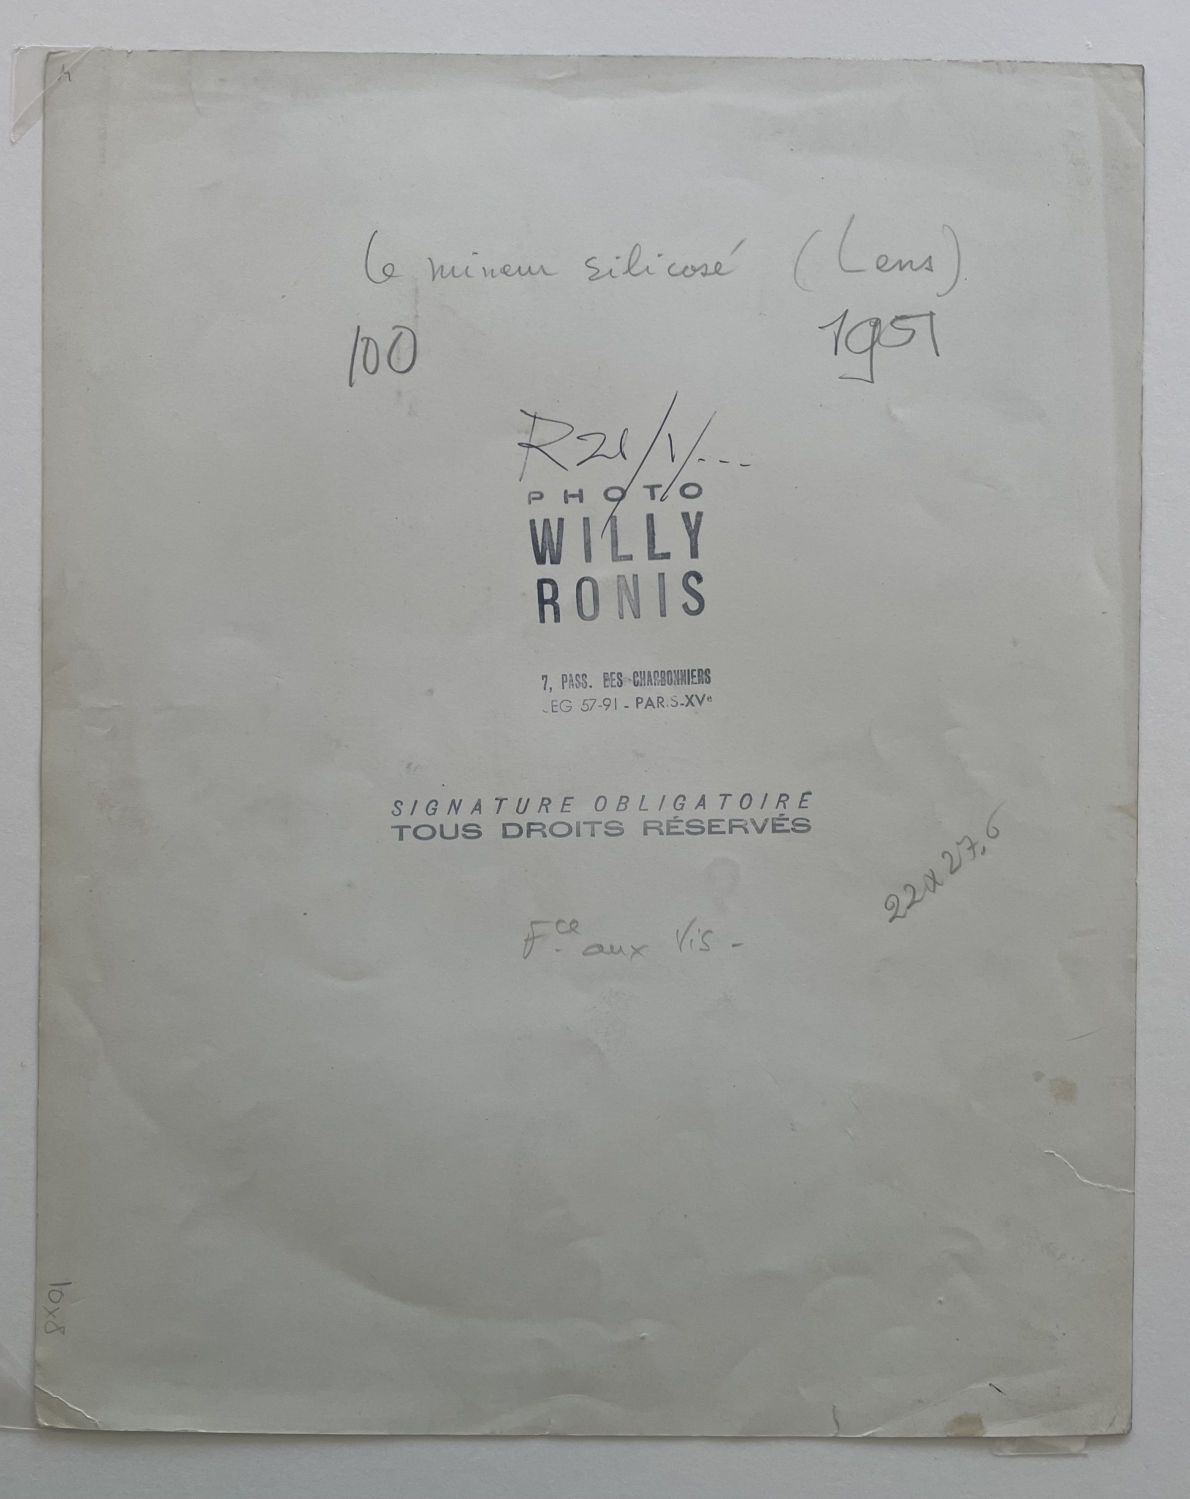 Le mineur silicosé (Lens)
100 1951
R21/1/...
PHOTO
WILLY
RONIS
7, PASS. DES CHARBONNIERS
EG 57-91 - PARIS-XVe
SIGNATURE OBLIGATOIRE
TOUS DROITS RÉSERVÉS
22x27,6
Fce aux Vis -
10x8